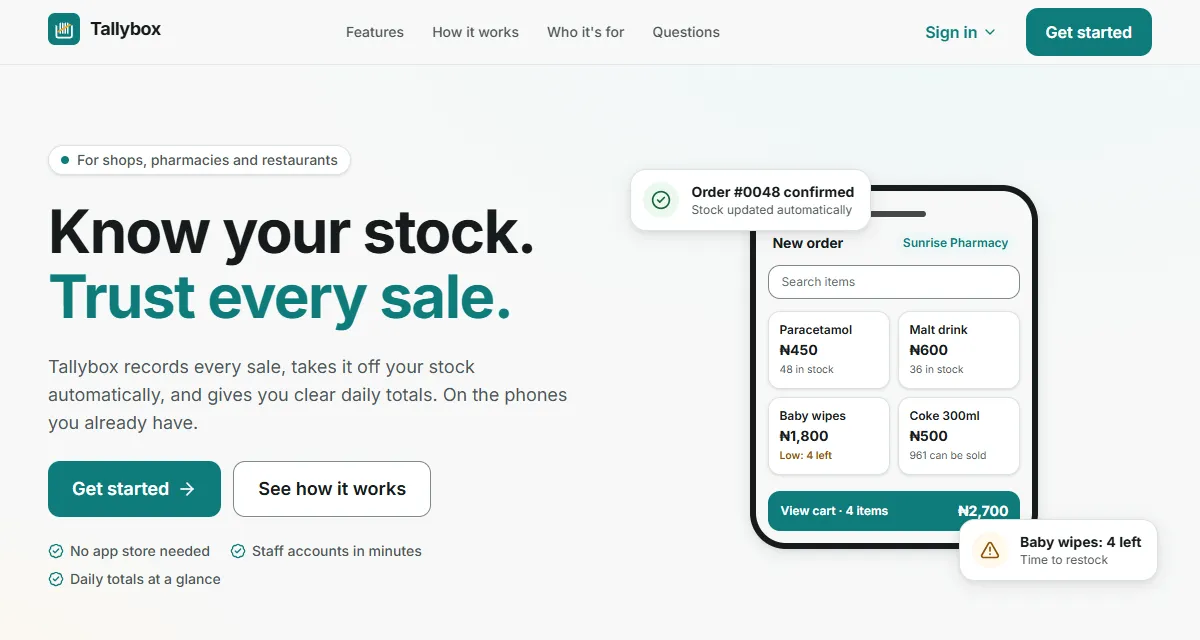 Tallybox
Features
How it works
Who it's for
Questions
Sign in
Get started
For shops, pharmacies and restaurants
Know your stock.
Trust every sale.
Tallybox records every sale, takes it off your stock
automatically, and gives you clear daily totals. On the phones
you already have.
Get started
See how it works
No app store needed
Staff accounts in minutes
Daily totals at a glance
Order #0048 confirmed
Stock updated automatically
New order
Sunrise Pharmacy
Search items
Paracetamol
₦450
48 in stock
Malt drink
₦600
36 in stock
Baby wipes
₦1,800
Low: 4 left
Coke 300ml
₦500
961 can be sold
View cart · 4 items
₦2,700
Baby wipes: 4 left
Time to restock